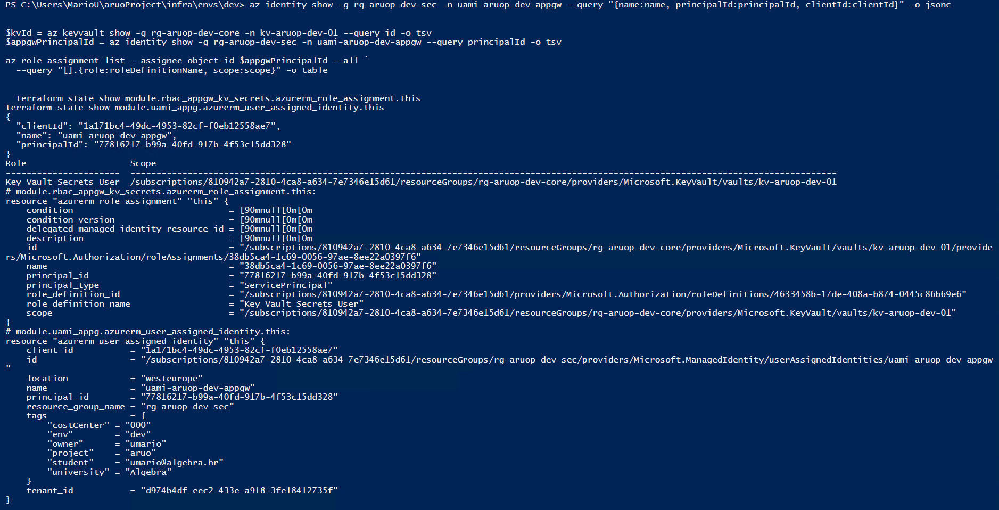 PS C:\Users\MarioU\aruoProject\infra\envs\dev> az identity show -g rg-aruop-dev-sec -n uami-aruop-dev-appgw --query "{name:name, principalId:principalId, clientId:clientId}" -o jsonc
$kvId = az keyvault show -g rg-aruop-dev-core -n kv-aruop-dev-01 --query id -o tsv
$appgwPrincipalId = az identity show -g rg-aruop-dev-sec -n uami-aruop-dev-appgw --query principalId -o tsv
az role assignment list --assignee-object-id $appgwPrincipalId --all `
  --query "[].{role:roleDefinitionName, scope:scope}" -o table
  terraform state show module.rbac_appgw_kv_secrets.azurerm_role_assignment.this
terraform state show module.uami_appg.azurerm_user_assigned_identity.this
{
  "clientId": "1a171bc4-49dc-4953-82cf-f0eb12558ae7",
  "name": "uami-aruop-dev-appgw",
  "principalId": "77816217-b99a-40fd-917b-4f53c15dd328"
}
Role                    Scope
----------------------  ----------------------------------------------------------------------------------------------------------------------------------------
Key Vault Secrets User  /subscriptions/810942a7-2810-4ca8-a634-7e7346e15d61/resourceGroups/rg-aruop-dev-core/providers/Microsoft.KeyVault/vaults/kv-aruop-dev-01
# module.rbac_appgw_kv_secrets.azurerm_role_assignment.this:
resource "azurerm_role_assignment" "this" {
    condition                              = [90mnull[0m[0m
    condition_version                      = [90mnull[0m[0m
    delegated_managed_identity_resource_id = [90mnull[0m[0m
    description                            = [90mnull[0m[0m
    id                                     = "/subscriptions/810942a7-2810-4ca8-a634-7e7346e15d61/resourceGroups/rg-aruop-dev-core/providers/Microsoft.KeyVault/vaults/kv-aruop-dev-01/provide
rs/Microsoft.Authorization/roleAssignments/38db5ca4-1c69-0056-97ae-8ee22a0397f6"
    name                                   = "38db5ca4-1c69-0056-97ae-8ee22a0397f6"
    principal_id                           = "77816217-b99a-40fd-917b-4f53c15dd328"
    principal_type                         = "ServicePrincipal"
    role_definition_id                     = "/subscriptions/810942a7-2810-4ca8-a634-7e7346e15d61/providers/Microsoft.Authorization/roleDefinitions/4633458b-17de-408a-b874-0445c86b69e6"
    role_definition_name                   = "Key Vault Secrets User"
    scope                                  = "/subscriptions/810942a7-2810-4ca8-a634-7e7346e15d61/resourceGroups/rg-aruop-dev-core/providers/Microsoft.KeyVault/vaults/kv-aruop-dev-01"
}
# module.uami_appg.azurerm_user_assigned_identity.this:
resource "azurerm_user_assigned_identity" "this" {
    client_id           = "1a171bc4-49dc-4953-82cf-f0eb12558ae7"
    id                  = "/subscriptions/810942a7-2810-4ca8-a634-7e7346e15d61/resourceGroups/rg-aruop-dev-sec/providers/Microsoft.ManagedIdentity/userAssignedIdentities/uami-aruop-dev-appgw
"
    location            = "westeurope"
    name                = "uami-aruop-dev-appgw"
    principal_id        = "77816217-b99a-40fd-917b-4f53c15dd328"
    resource_group_name = "rg-aruop-dev-sec"
    tags                = {
        "costCenter" = "000"
        "env"        = "dev"
        "owner"      = "umario"
        "project"    = "aruo"
        "student"    = "umario@algebra.hr"
        "university" = "Algebra"
    }
    tenant_id           = "d974b4df-eec2-433e-a918-3fe18412735f"
}